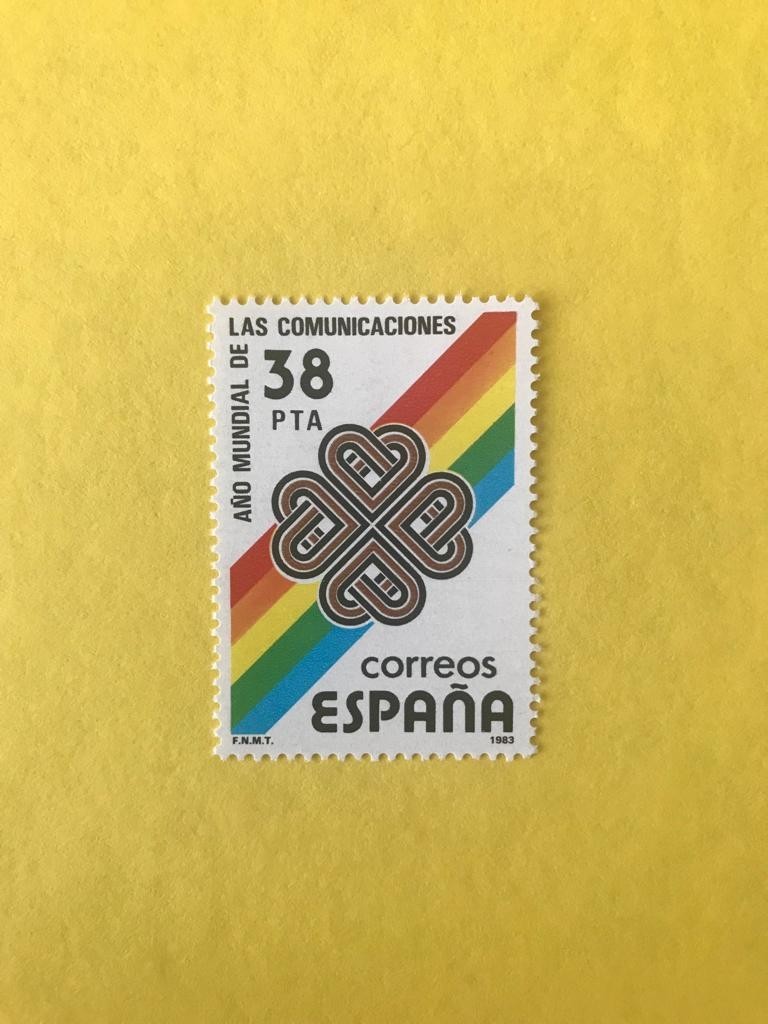 AÑO MUNDIAL DE
LAS COMUNICACIONES
38
PTA
correos
ESPAÑA
F.N.M.T.
1983